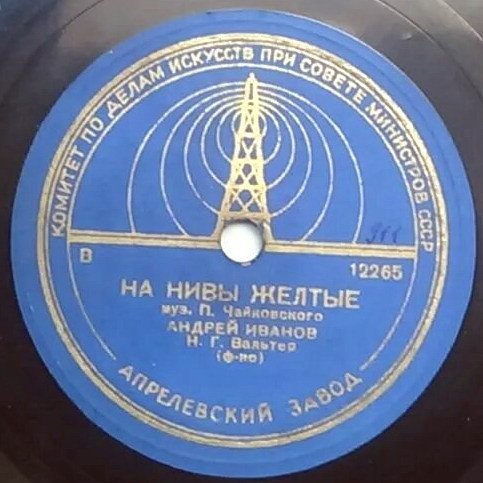 КОМИТЕТ ПО ДЕЛАМ ИСКУССТВ ПРИ СОВЕТЕ МИНИСТРОВ СССР
В
12265
НА НИВЫ ЖЕЛТЫЕ
муз. П. Чайковского
АНДРЕЙ ИВАНОВ
Н. Г. Вальтер
(ф-но)
АПРЕЛЕВСКИЙ ЗАВОД